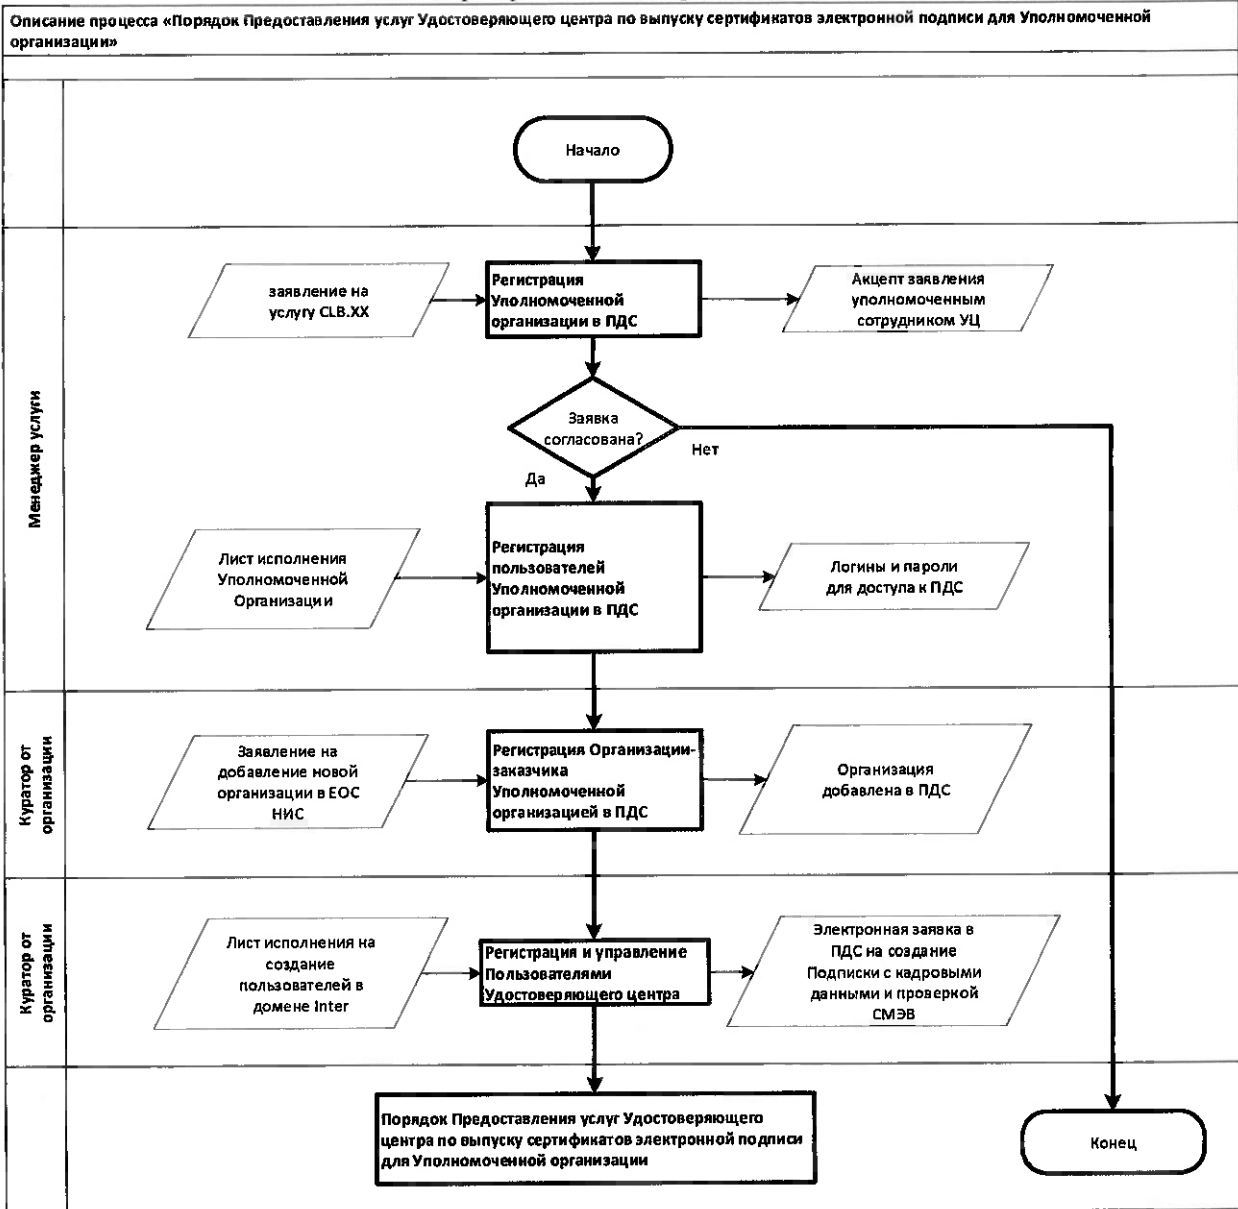 Описание процесса «Порядок Предоставления услуг Удостоверяющего центра по выпуску сертификатов электронной подписи для Уполномоченной
организации»
Начало
Менеджер услуги
заявление на
услугу CLB.XX
Регистрация
Уполномоченной
организации в ПДС
Акцепт заявления
уполномоченным
сотрудником УЦ
Заявка
согласована?
Нет
Да
Лист исполнения
Уполномоченной
Организации
Регистрация
пользователей
Уполномоченной
организации в ПДС
Логины и пароли
для доступа к ПДС
Куратор от
организации
Заявление на
добавление новой
организации в ЕОС
НИС
Регистрация Организации-
заказчика
Уполномоченной
организацией в ПДС
Организация
добавлена в ПДС
Куратор от
организации
Лист исполнения на
создание
пользователей в
домене Inter
Регистрация и управление
Пользователями
Удостоверяющего центра
Электронная заявка в
ПДС на создание
Подписки с кадровыми
данными и проверкой
СМЭВ
Порядок Предоставления услуг Удостоверяющего
центра по выпуску сертификатов электронной подписи
для Уполномоченной организации
Конец